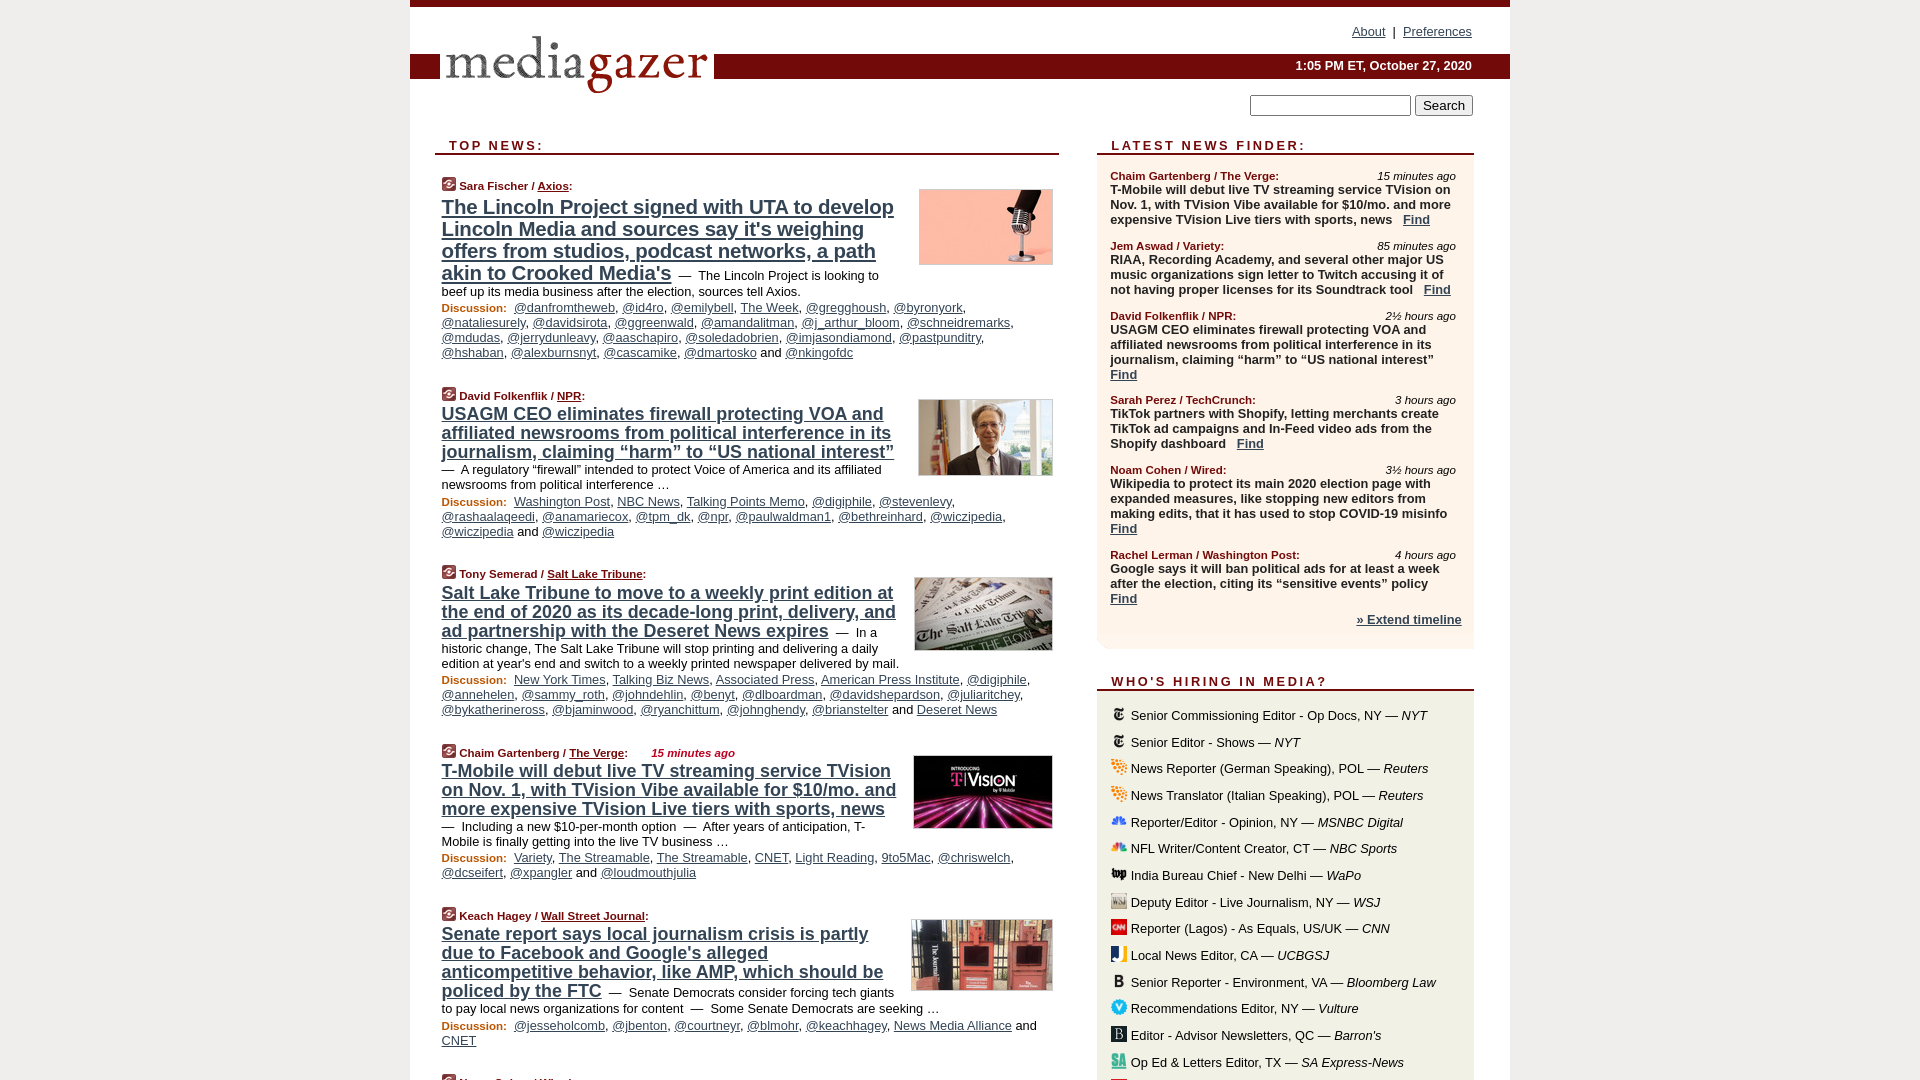 About | Preferences
mediagazer
1:05 PM ET, October 27, 2020
Search
TOP NEWS:
Sara Fischer / Axios:
The Lincoln Project signed with UTA to develop
Lincoln Media and sources say it's weighing
offers from studios, podcast networks, a path
akin to Crooked Media's — The Lincoln Project is looking to
beef up its media business after the election, sources tell Axios.
Discussion: @danfromtheweb, @id4ro, @emilybell, The Week, @gregghoush, @byronyork,
@nataliesurely, @davidsirota, @ggreenwald, @amandalitman, @j_arthur_bloom, @schneidremarks,
@mdudas, @jerrydunleavy, @aaschapiro, @soledadobrien, @imjasondiamond, @pastpunditry,
@hshaban, @alexburnsnyt, @cascamike, @dmartosko and @nkingofdc
David Folkenflik / NPR:
USAGM CEO eliminates firewall protecting VOA and
affiliated newsrooms from political interference in its
journalism, claiming “harm” to “US national interest”
— A regulatory “firewall” intended to protect Voice of America and its affiliated
newsrooms from political interference …
Discussion: Washington Post, NBC News, Talking Points Memo, @digiphile, @stevenlevy,
@rashaalaqeedi, @anamariecox, @tpm_dk, @npr, @paulwaldman1, @bethreinhard, @wiczipedia,
@wiczipedia and @wiczipedia
Tony Semerad / Salt Lake Tribune:
Salt Lake Tribune to move to a weekly print edition at
the end of 2020 as its decade-long print, delivery, and
ad partnership with the Deseret News expires — In a
historic change, The Salt Lake Tribune will stop printing and delivering a daily
edition at year's end and switch to a weekly printed newspaper delivered by mail.
The Salt Lake Tribune
Discussion: New York Times, Talking Biz News, Associated Press, American Press Institute, @digiphile,
@annehelen, @sammy_roth, @johndehlin, @benyt, @dlboardman, @davidshepardson, @juliaritchey,
@bykatherineross, @bjaminwood, @ryanchittum, @johnghendy, @brianstelter and Deseret News
Chaim Gartenberg / The Verge: 15 minutes ago
T-Mobile will debut live TV streaming service TVision
on Nov. 1, with TVision Vibe available for $10/mo. and
more expensive TVision Live tiers with sports, news
— Including a new $10-per-month option — After years of anticipation, T-
Mobile is finally getting into the live TV business …
INTRODUCING
T VISION
by T Mobile
Discussion: Variety, The Streamable, The Streamable, CNET, Light Reading, 9to5Mac, @chriswelch,
@dcseifert, @xpangler and @loudmouthjulia
Keach Hagey / Wall Street Journal:
Senate report says local journalism crisis is partly
due to Facebook and Google's alleged
anticompetitive behavior, like AMP, which should be
policed by the FTC — Senate Democrats consider forcing tech giants
to pay local news organizations for content — Some Senate Democrats are seeking …
The Journal
Discussion: @jesseholcomb, @jbenton, @courtneyr, @blmohr, @keachhagey, News Media Alliance and
CNET
LATEST NEWS FINDER:
Chaim Gartenberg / The Verge: 15 minutes ago
T-Mobile will debut live TV streaming service TVision on
Nov. 1, with TVision Vibe available for $10/mo. and more
expensive TVision Live tiers with sports, news Find
Jem Aswad / Variety: 85 minutes ago
RIAA, Recording Academy, and several other major US
music organizations sign letter to Twitch accusing it of
not having proper licenses for its Soundtrack tool Find
David Folkenflik / NPR: 2½ hours ago
USAGM CEO eliminates firewall protecting VOA and
affiliated newsrooms from political interference in its
journalism, claiming “harm” to “US national interest”
Find
Sarah Perez / TechCrunch: 3 hours ago
TikTok partners with Shopify, letting merchants create
TikTok ad campaigns and In-Feed video ads from the
Shopify dashboard Find
Noam Cohen / Wired: 3½ hours ago
Wikipedia to protect its main 2020 election page with
expanded measures, like stopping new editors from
making edits, that it has used to stop COVID-19 misinfo
Find
Rachel Lerman / Washington Post: 4 hours ago
Google says it will ban political ads for at least a week
after the election, citing its “sensitive events” policy
Find
» Extend timeline
WHO'S HIRING IN MEDIA?
Senior Commissioning Editor - Op Docs, NY — NYT
Senior Editor - Shows — NYT
News Reporter (German Speaking), POL — Reuters
News Translator (Italian Speaking), POL — Reuters
Reporter/Editor - Opinion, NY — MSNBC Digital
NFL Writer/Content Creator, CT — NBC Sports
India Bureau Chief - New Delhi — WaPo
Deputy Editor - Live Journalism, NY — WSJ
Reporter (Lagos) - As Equals, US/UK — CNN
Local News Editor, CA — UCBGSJ
Senior Reporter - Environment, VA — Bloomberg Law
Recommendations Editor, NY — Vulture
Editor - Advisor Newsletters, QC — Barron's
Op Ed & Letters Editor, TX — SA Express-News